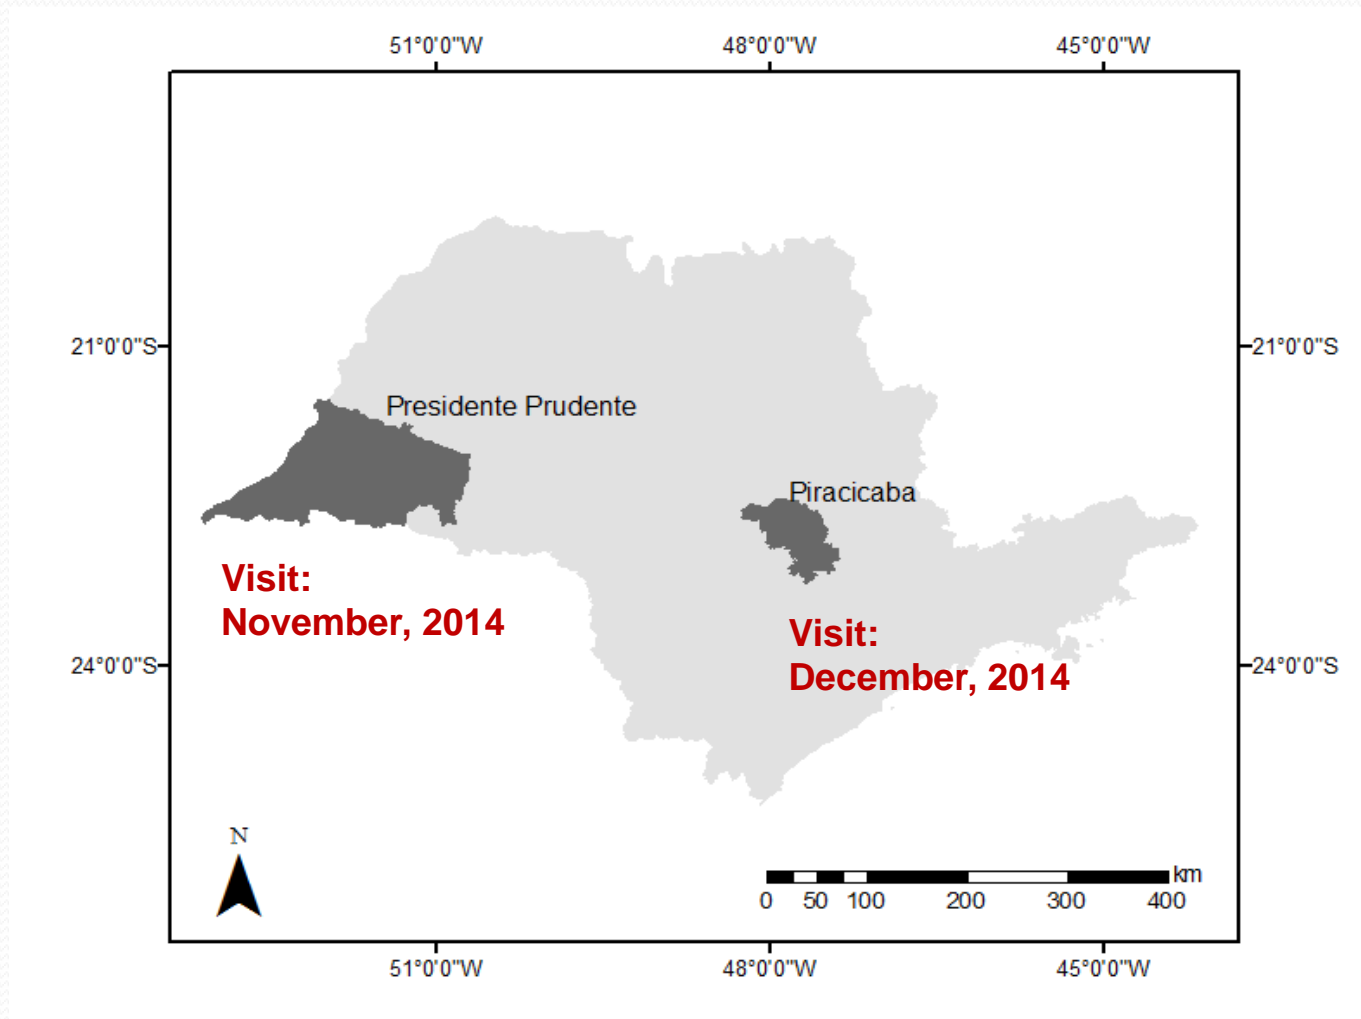 51°0'0"W
48°0'0"W
45°0'0"W
21°0'0"S
21°0'0"S
Presidente Prudente
Piracicaba
Visit:
November, 2014
Visit:
December, 2014
24°0'0"S
24°0'0"S
N
km
0 50 100 200 300 400
51°0'0"W
48°0'0"W
45°0'0"W